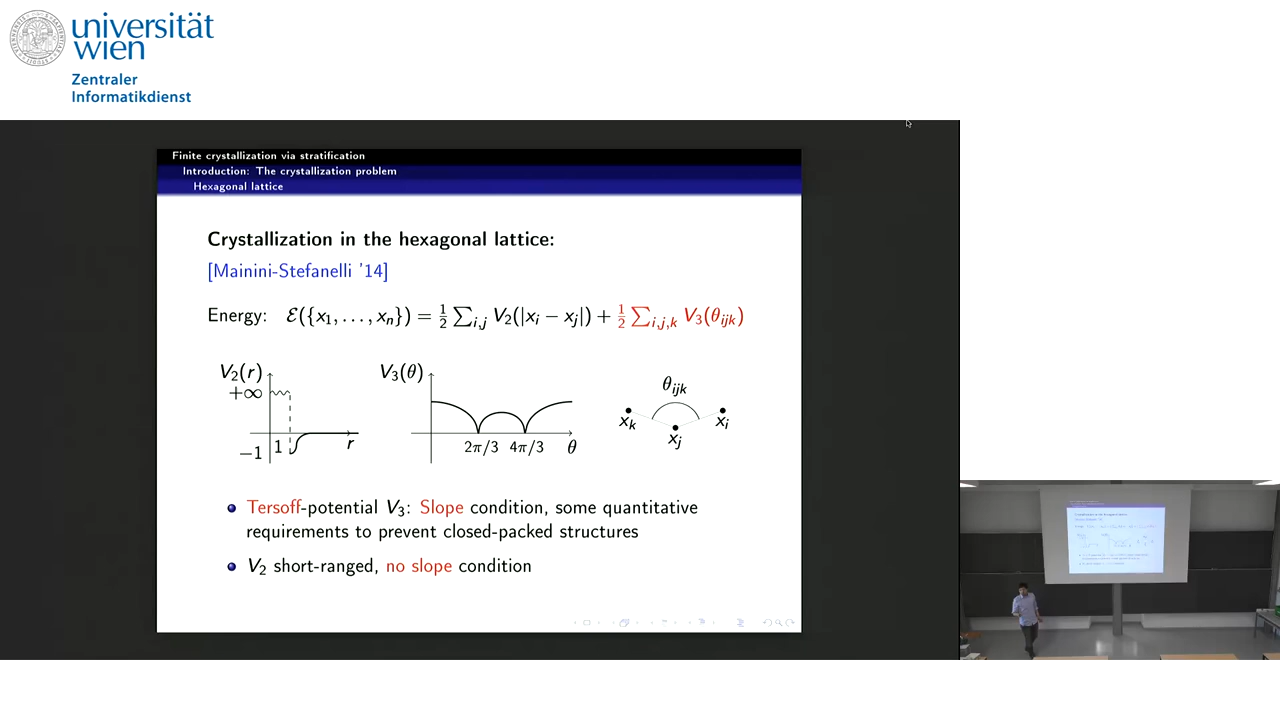 universität
wien
Zentraler
Informatikdienst
Finite crystallization via stratification
Introduction: The crystallization problem
Hexagonal lattice
Crystallization in the hexagonal lattice:
[Mainini-Stefanelli '14]
Energy: ℰ({x₁, . . . , xₙ}) = ½ ∑ᵢ,ⱼ V₂(|xᵢ − xⱼ|) + ½ ∑ᵢ,ⱼ,ₖ V₃(θᵢⱼₖ)
V₂(r)
+∞
−1
1
r
V₃(θ)
2π/3 4π/3 θ
θᵢⱼₖ
xₖ xⱼ xᵢ
Tersoff-potential V₃: Slope condition, some quantitative
requirements to prevent closed-packed structures
V₂ short-ranged, no slope condition